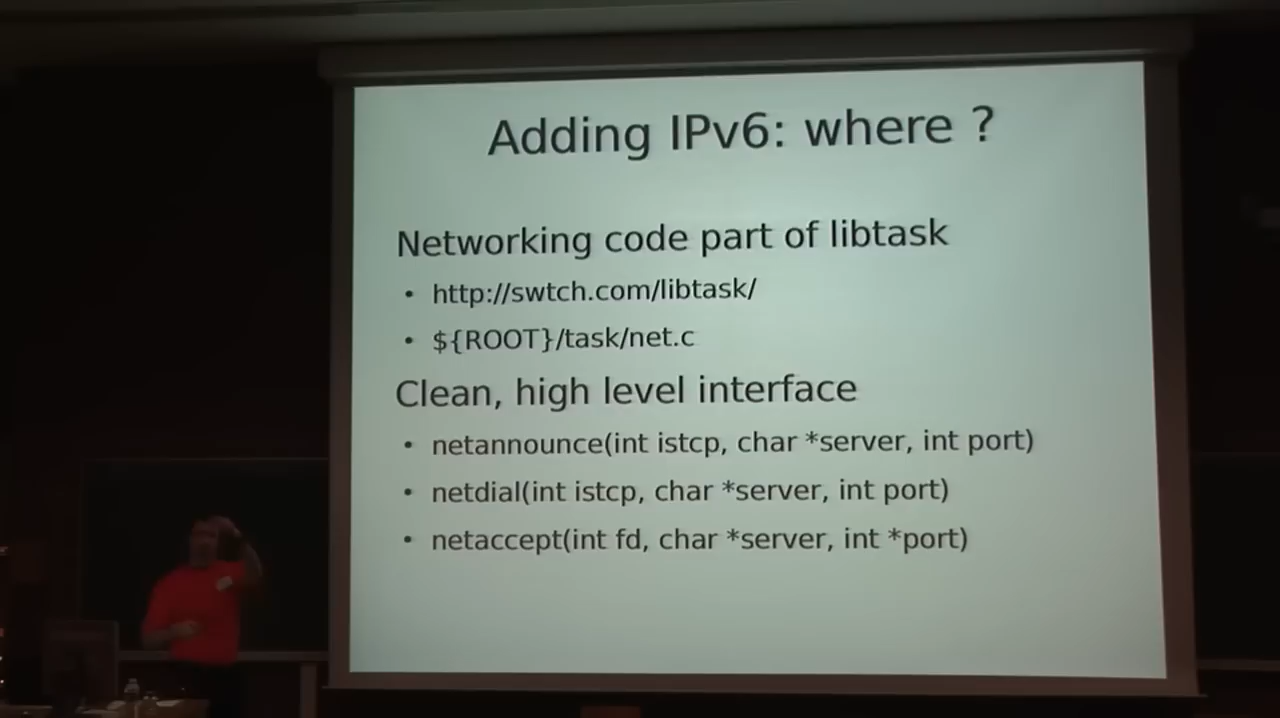 Adding IPv6: where ?
Networking code part of libtask
• http://swtch.com/libtask/
• ${ROOT}/task/net.c
Clean, high level interface
• netannounce(int istcp, char *server, int port)
• netdial(int istcp, char *server, int port)
• netaccept(int fd, char *server, int *port)